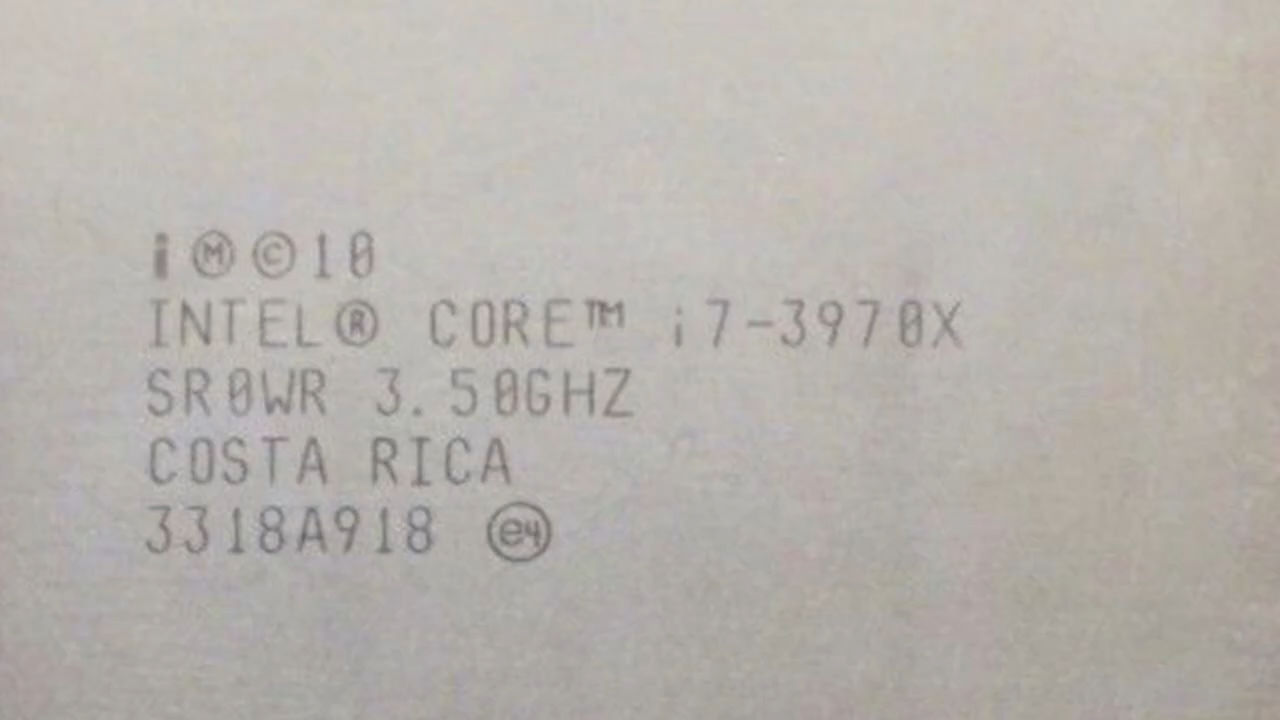 i Ⓜ © 10
INTEL® CORE™ i7-3970X
SR0WR 3.50GHZ
COSTA RICA
3318A918 e4